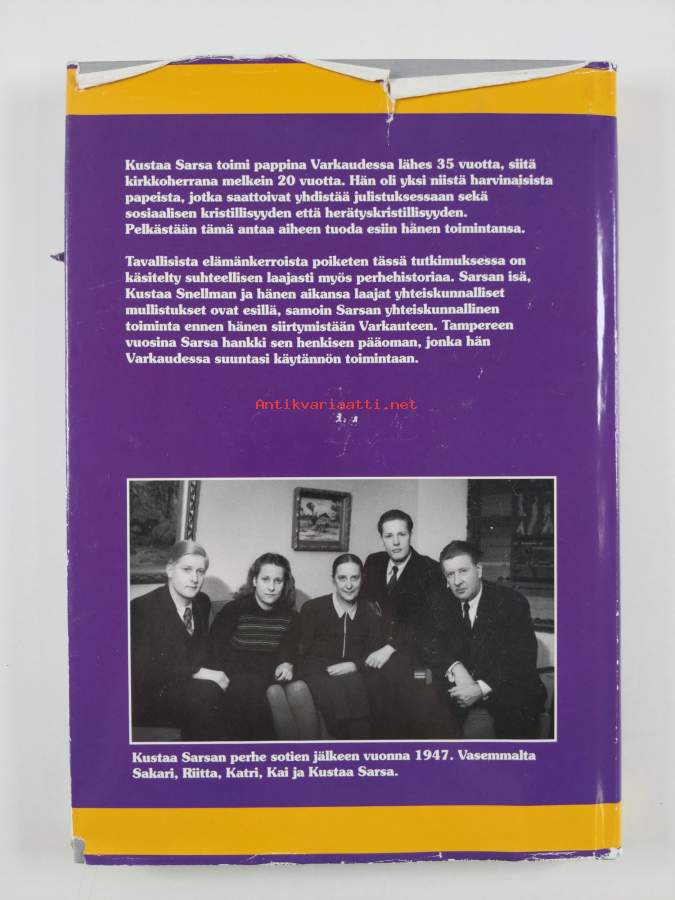 Kustaa Sarsa toimi pappina Varkaudessa lähes 35 vuotta, siitä
kirkkoherrana melkein 20 vuotta. Hän oli yksi niistä harvinaisista
papeista, jotka saattoivat yhdistää julistuksessaan sekä
sosiaalisen kristillisyyden että herätyskristillisyyden.
Pelkästään tämä antaa aiheen tuoda esiin hänen toimintansa.
Tavallisista elämänkerroista poiketen tässä tutkimuksessa on
käsitelty suhteellisen laajasti myös perhehistoriaa. Sarsan isä,
Kustaa Snellman ja hänen aikansa laajat yhteiskunnalliset
mullistukset ovat esillä, samoin Sarsan yhteiskunnallinen
toiminta ennen hänen siirtymistään Varkauteen. Tampereen
vuosina Sarsa hankki sen henkisen pääoman, jonka hän
Varkaudessa suuntasi käytännön toimintaan.
Antikvariaatti.net
Kustaa Sarsan perhe sotien jälkeen vuonna 1947. Vasemmalta
Sakari, Riitta, Katri, Kai ja Kustaa Sarsa.